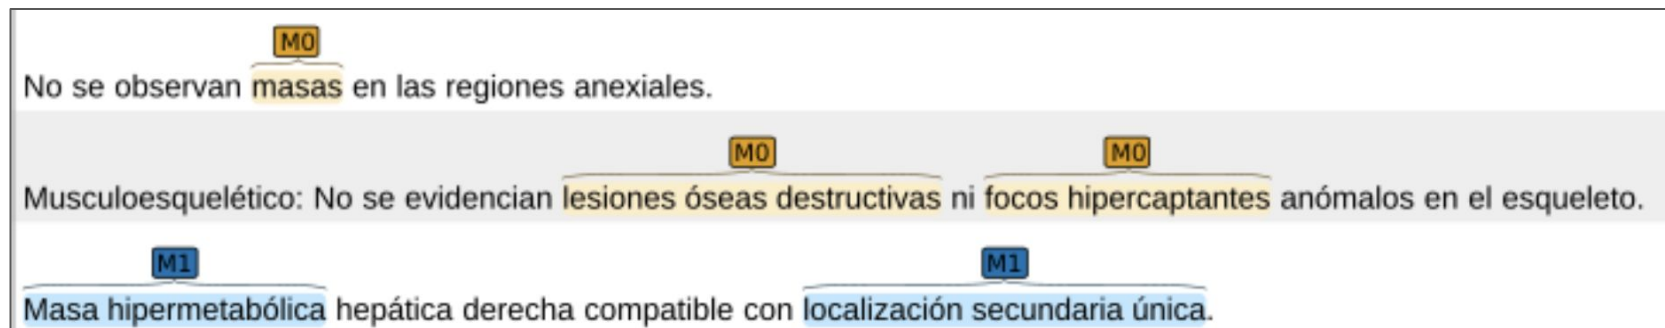 M0
No se observan masas en las regiones anexiales.
M0 M0
Musculoesquelético: No se evidencian lesiones óseas destructivas ni focos hipercaptantes anómalos en el esqueleto.
M1 M1
Masa hipermetabólica hepática derecha compatible con localización secundaria única.